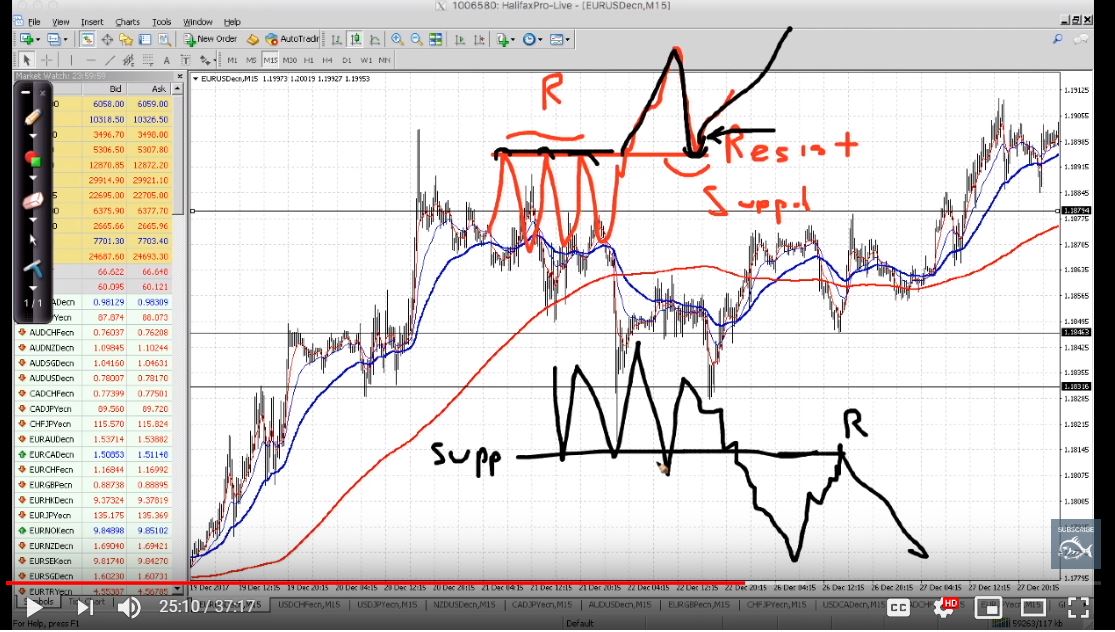 1006580: HalifaxPro-Live - [EURUSDecn,M15]
File View Insert Charts Tools Window Help
New Order
M1 M5 M15 M30 H1 H4 D1 W1 MN
Market Watch: 23:59:59
EURUSDecn,M15 1.19973 1.20019 1.19927 1.19953
Bid Ask
6058.00 6059.00
10318.50 10326.50
3496.70 3498.00
5306.50 5307.80
12870.85 12872.20
29914.90 29921.10
22695.00 22705.00
6375.90 6377.70
2665.66 2665.96
7701.30 7703.40
24687.60 24693.30
66.622 66.640
60.095 60.121
1/1
ADecn 0.98129 0.98309
Yecn 87.874 88.073
AUDCHFecn 0.76037 0.76208
AUDNZDecn 1.09845 1.10244
AUDSGDecn 1.04160 1.04631
AUDUSDecn 0.78007 0.78170
CADCHFecn 0.77399 0.77501
CADJPYecn 89.560 89.720
CHFJPYecn 115.570 115.824
EURAUDecn 1.53714 1.53882
EURCADecn 1.50853 1.51148
EURCHFecn 1.16844 1.16992
EURGBPecn 0.88738 0.88895
EURHKDecn 9.37324 9.37819
EURJPYecn 135.175 135.369
EURNOKecn 9.84898 9.85102
EURNZDecn 1.69040 1.69421
EURSEKecn 9.81740 9.84270
EURSGDecn 1.60230 1.60731
EURTRYecn
R
Resist
Suppot
Supp
R
1.19125
1.19015
1.18965
1.18895
1.18845
1.18794
1.18775
1.18705
1.18635
1.18565
1.18495
1.18463
1.18425
1.18345
1.18316
1.18285
1.18215
1.18145
1.18075
1.18005
1.17795
SUBSCRIBE
19 Dec 2017 19 Dec 12:15 19 Dec 20:15 20 Dec 04:15 20 Dec 12:15 20 Dec 20:15 21 Dec 04:15 21 Dec 12:15 21 Dec 20:15 22 Dec 04:15 22 Dec 12:15 22 Dec 20:15 26 Dec 04:15 26 Dec 12:15 26 Dec 20:15 27 Dec 04:15 27 Dec 12:15 27 Dec 20:15
Symbols
USDCHFecn,M15 USDJPYecn,M15 NZDUSDecn,M15 CADJPYecn,M15 AUDUSDecn,M15 EURGBPecn,M15 CHFJPYecn,M15 USDCADecn,M15
25:10 / 37:17
CC HD
For Help, press F1
Default
59263/117 kb